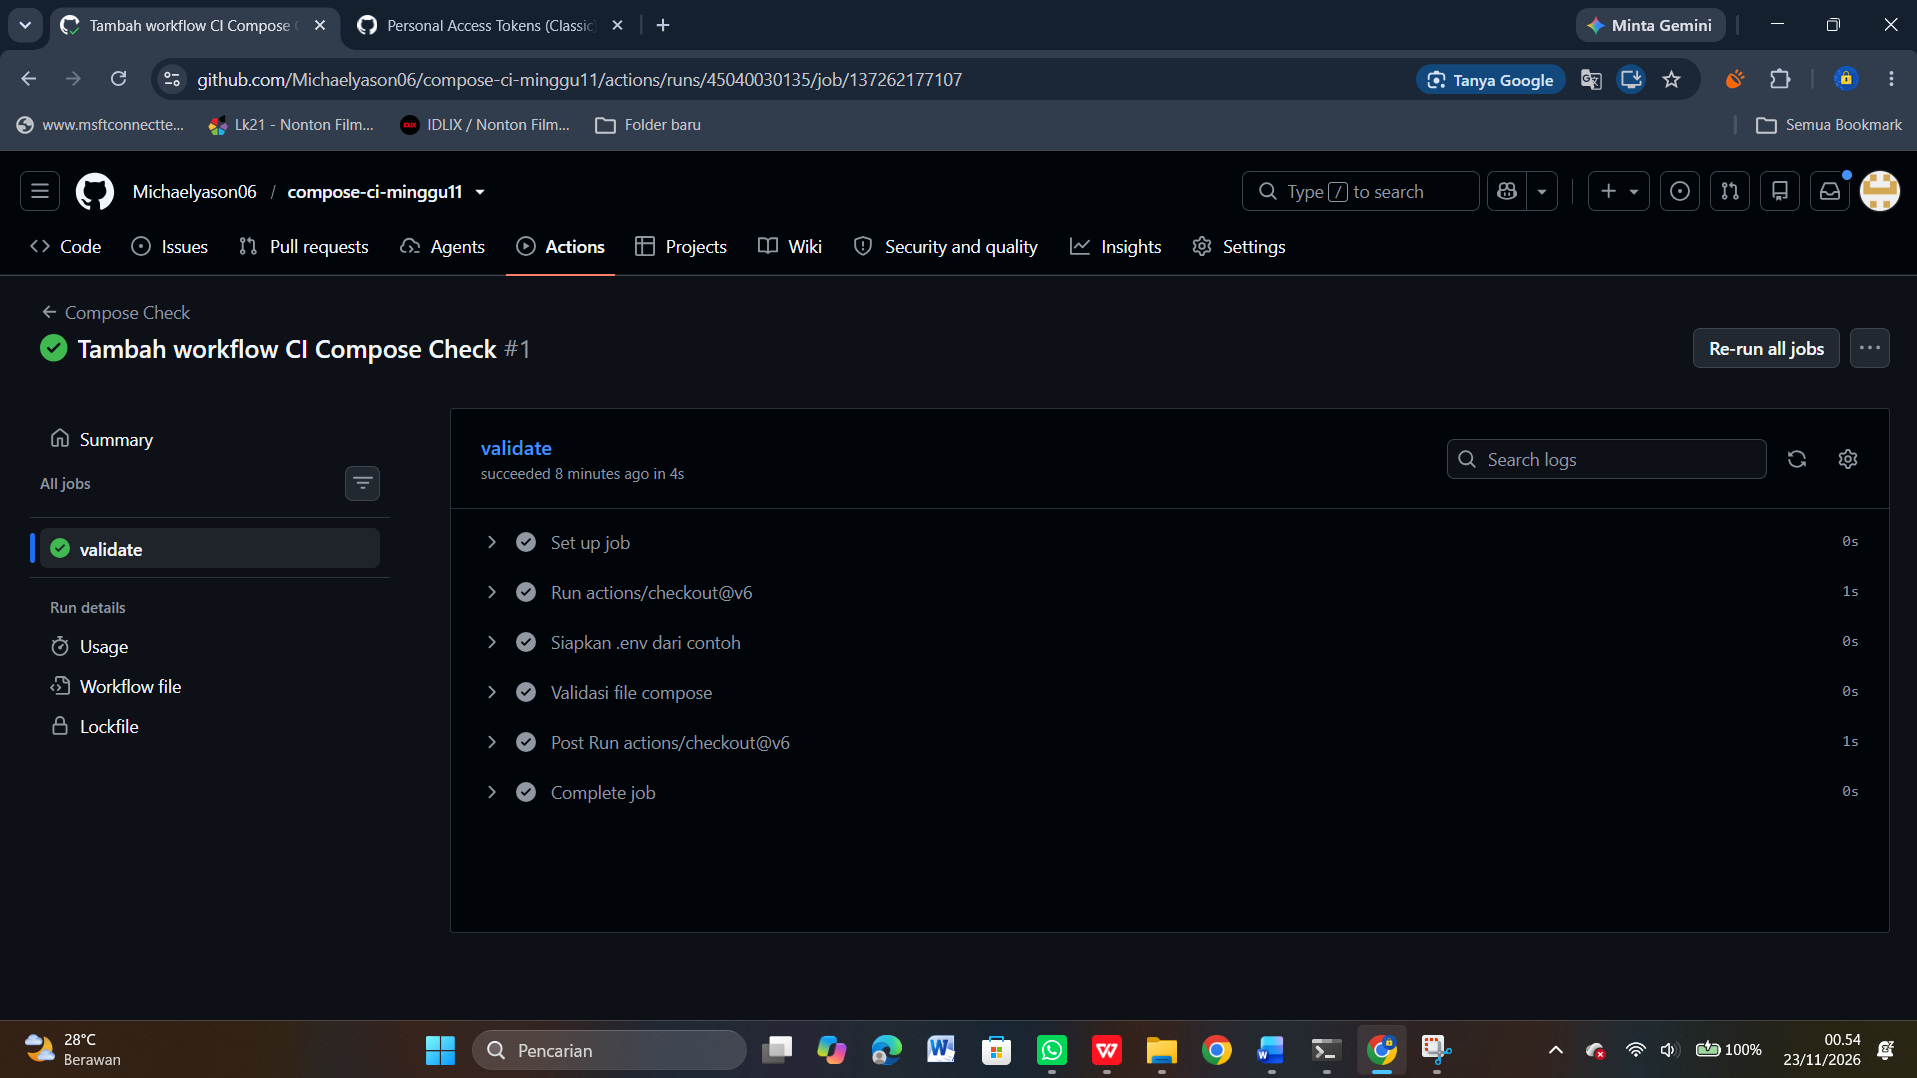 Tambah workflow CI Compose
Personal Access Tokens (Classic)
Minta Gemini
github.com/Michaelyason06/compose-ci-minggu11/actions/runs/45040030135/job/137262177107
Tanya Google
www.msftconnectte...
Lk21 - Nonton Film...
IDLIX / Nonton Film...
Folder baru
Semua Bookmark
Michaelyason06 / compose-ci-minggu11
Type / to search
Code
Issues
Pull requests
Agents
Actions
Projects
Wiki
Security and quality
Insights
Settings
Compose Check
Tambah workflow CI Compose Check #1
Re-run all jobs
Summary
All jobs
validate
Run details
Usage
Workflow file
Lockfile
validate
succeeded 8 minutes ago in 4s
Search logs
Set up job 0s
Run actions/checkout@v6 1s
Siapkan .env dari contoh 0s
Validasi file compose 0s
Post Run actions/checkout@v6 1s
Complete job 0s
28°C
Berawan
Pencarian
100%
00.54
23/11/2026